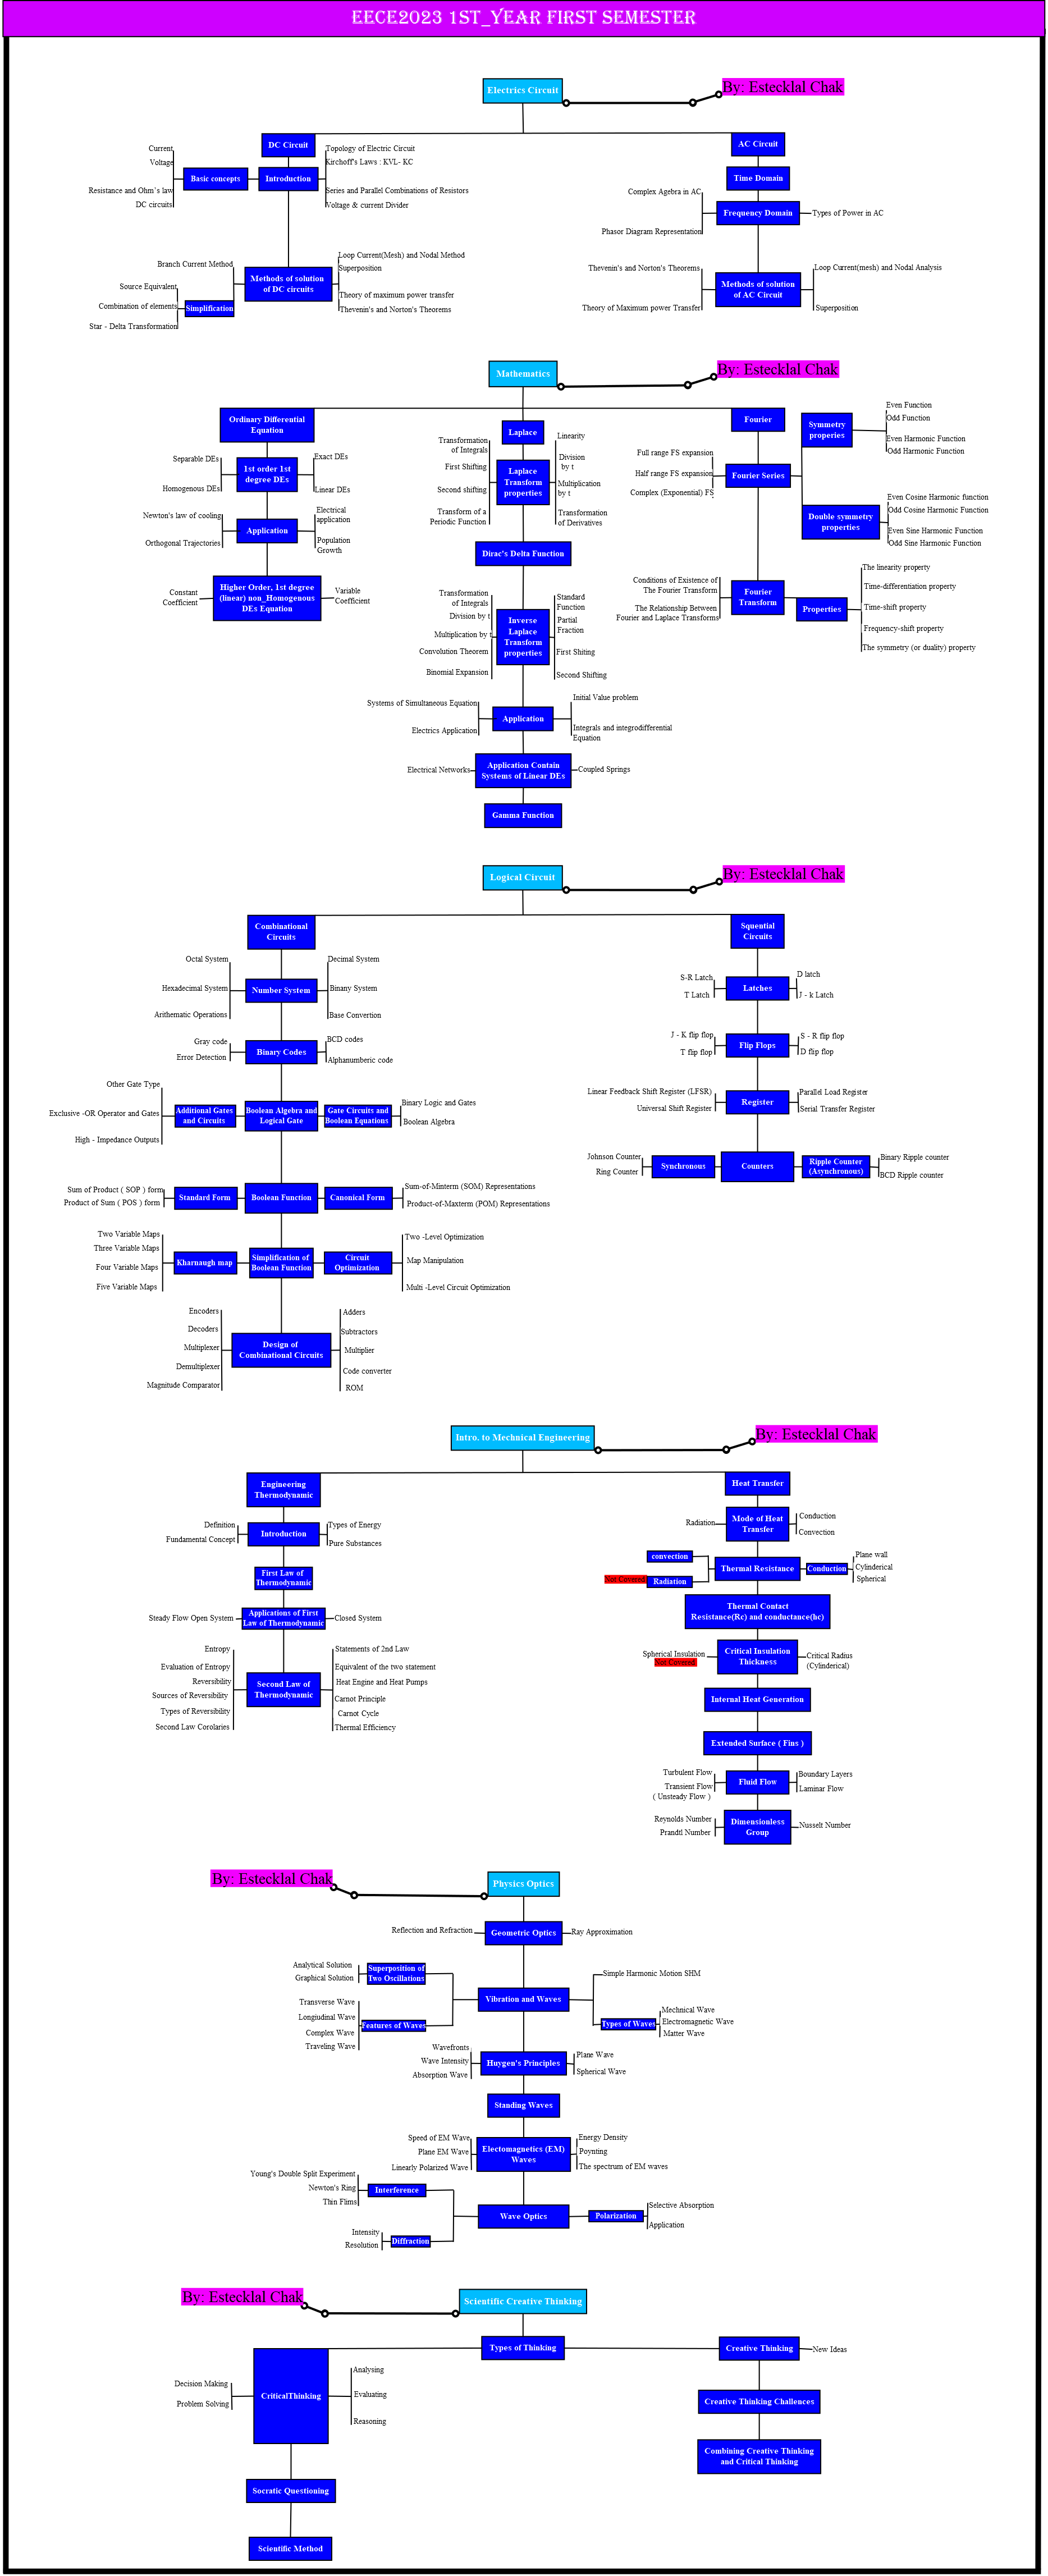 EECE2023 1ST_YEAR FIRST SEMESTER
Electrics Circuit
By: Estecklal Chak
DC Circuit
Current
Voltage
Resistance and Ohm's law
DC circuits
Basic concepts
Introduction
Topology of Electric Circuit
Kirchoff's Laws : KVL- KC
Series and Parallel Combinations of Resistors
Voltage & current Divider
Branch Current Method
Source Equivalent
Combination of elements
Star - Delta Transformation
Simplification
Methods of solution
of DC circuits
Loop Current(Mesh) and Nodal Method
Superposition
Theory of maximum power transfer
Thevenin's and Norton's Theorems
AC Circuit
Time Domain
Complex Agebra in AC
Phasor Diagram Representation
Frequency Domain
Types of Power in AC
Thevenin's and Norton's Theorems
Theory of Maximum power Transfer
Methods of solution
of AC Circuit
Loop Current(mesh) and Nodal Analysis
Superposition
Mathematics
By: Estecklal Chak
Ordinary Differential
Equation
Separable DEs
Homogenous DEs
1st order 1st
degree DEs
Exact DEs
Linear DEs
Newton's law of cooling
Orthogonal Trajectories
Application
Electrical
application
Population
Growth
Constant
Coefficient
Higher Order, 1st degree
(linear) non_Homogenous
DEs Equation
Variable
Coefficient
Laplace
Transformation
of Integrals
First Shifting
Second shifting
Transform of a
Periodic Function
Laplace
Transform
properties
Linearity
Division
by t
Multiplication
by t
Transformation
of Derivatives
Dirac's Delta Function
Transformation
of Integrals
Division by t
Multiplication by t
Convolution Theorem
Binomial Expansion
Inverse
Laplace
Transform
properties
Standard
Function
Partial
Fraction
First Shiting
Second Shifting
Systems of Simultaneous Equation
Electrics Application
Application
Initial Value problem
Integrals and integrodifferential
Equation
Electrical Networks
Application Contain
Systems of Linear DEs
Coupled Springs
Gamma Function
Fourier
Full range FS expansion
Half range FS expansion
Complex (Exponential) FS
Fourier Series
Symmetry
properies
Even Function
Odd Function
Even Harmonic Function
Odd Harmonic Function
Double symmetry
properties
Even Cosine Harmonic function
Odd Cosine Harmonic Function
Even Sine Harmonic Function
Odd Sine Harmonic Function
Conditions of Existence of
The Fourier Transform
The Relationship Between
Fourier and Laplace Transforms
Fourier
Transform
Properties
The linearity property
Time-differentiation property
Time-shift property
Frequency-shift property
The symmetry (or duality) property
Logical Circuit
By: Estecklal Chak
Combinational
Circuits
Octal System
Hexadecimal System
Arithematic Operations
Number System
Decimal System
Binany System
Base Convertion
Gray code
Error Detection
Binary Codes
BCD codes
Alphanumberic code
Other Gate Type
Exclusive -OR Operator and Gates
High - Impedance Outputs
Additional Gates
and Circuits
Boolean Algebra and
Logical Gate
Gate Circuits and
Boolean Equations
Binary Logic and Gates
Boolean Algebra
Sum of Product ( SOP ) form
Product of Sum ( POS ) form
Standard Form
Boolean Function
Canonical Form
Sum-of-Minterm (SOM) Representations
Product-of-Maxterm (POM) Representations
Two Variable Maps
Three Variable Maps
Four Variable Maps
Five Variable Maps
Kharnaugh map
Simplification of
Boolean Function
Circuit
Optimization
Two -Level Optimization
Map Manipulation
Multi -Level Circuit Optimization
Encoders
Decoders
Multiplexer
Demultiplexer
Magnitude Comparator
Design of
Combinational Circuits
Adders
Subtractors
Multiplier
Code converter
ROM
Squential
Circuits
S-R Latch
T Latch
Latches
D latch
J - k Latch
J - K flip flop
T flip flop
Flip Flops
S - R flip flop
D flip flop
Linear Feedback Shift Register (LFSR)
Universal Shift Register
Register
Parallel Load Register
Serial Transfer Register
Johnson Counter
Ring Counter
Synchronous
Counters
Ripple Counter
(Asynchronous)
Binary Ripple counter
BCD Ripple counter
Intro. to Mechnical Engineering
By: Estecklal Chak
Engineering
Thermodynamic
Definition
Fundamental Concept
Introduction
Types of Energy
Pure Substances
First Law of
Thermodynamic
Steady Flow Open System
Applications of First
Law of Thermodynamic
Closed System
Entropy
Evaluation of Entropy
Reversibility
Sources of Reversibility
Types of Reversibility
Second Law Corolaries
Second Law of
Thermodynamic
Statements of 2nd Law
Equivalent of the two statement
Heat Engine and Heat Pumps
Carnot Principle
Carnot Cycle
Thermal Efficiency
Heat Transfer
Radiation
Mode of Heat
Transfer
Conduction
Convection
convection
Not Cuvered
Radiation
Thermal Resistance
Conduction
Plane wall
Cylinderical
Spherical
Thermal Contact
Resistance(Rc) and conductance(hc)
Spherical Insulation
Not Covered
Critical Insulation
Thickness
Critical Radius
(Cylinderical)
Internal Heat Generation
Extended Surface ( Fins )
Turbulent Flow
Transient Flow
( Unsteady Flow )
Fluid Flow
Boundary Layers
Laminar Flow
Reynolds Number
Prandtl Number
Dimensionless
Group
Nusselt Number
By: Estecklal Chak
Physics Optics
Reflection and Refraction
Geometric Optics
Ray Approximation
Analytical Solution
Graphical Solution
Superposition of
Two Oscillations
Transverse Wave
Longiudinal Wave
Complex Wave
Traveling Wave
Features of Waves
Vibration and Waves
Simple Harmonic Motion SHM
Types of Waves
Mechnical Wave
Electromagnetic Wave
Matter Wave
Wavefronts
Wave Intensity
Absorption Wave
Huygen's Principles
Plane Wave
Spherical Wave
Standing Waves
Speed of EM Wave
Plane EM Wave
Linearly Polarized Wave
Electomagnetics (EM)
Waves
Energy Density
Poynting
The spectrum of EM waves
Young's Double Split Experiment
Newton's Ring
Thin Flims
Interference
Intensity
Resolution
Diffraction
Wave Optics
Polarization
Selective Absorption
Application
By: Estecklal Chak
Scientific Creative Thinking
Types of Thinking
Decision Making
Problem Solving
CriticalThinking
Analysing
Evaluating
Reasoning
Socratic Questioning
Scientific Method
Creative Thinking
New Ideas
Creative Thinking Challences
Combining Creative Thinking
and Critical Thinking